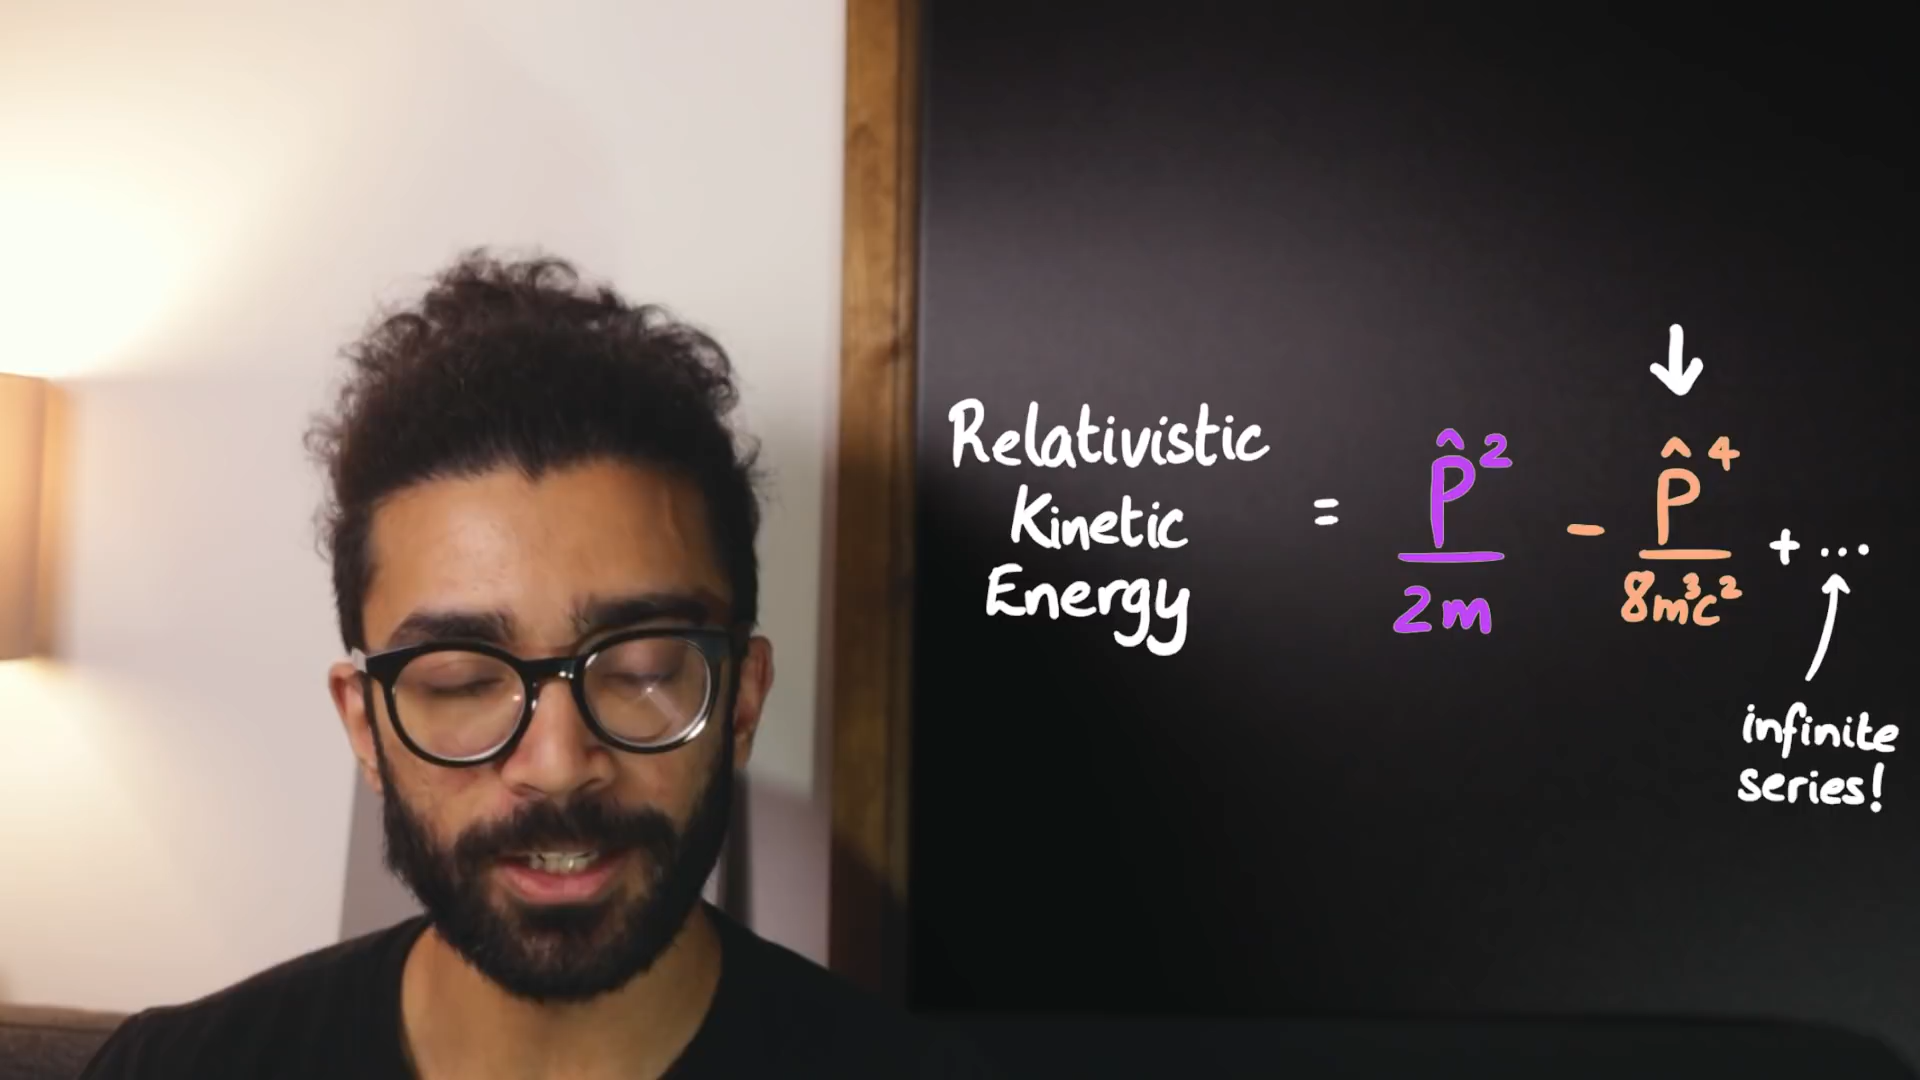 Relativistic
Kinetic
Energy
= p̂² / 2m - p̂⁴ / 8m³c² + ...
infinite
series!